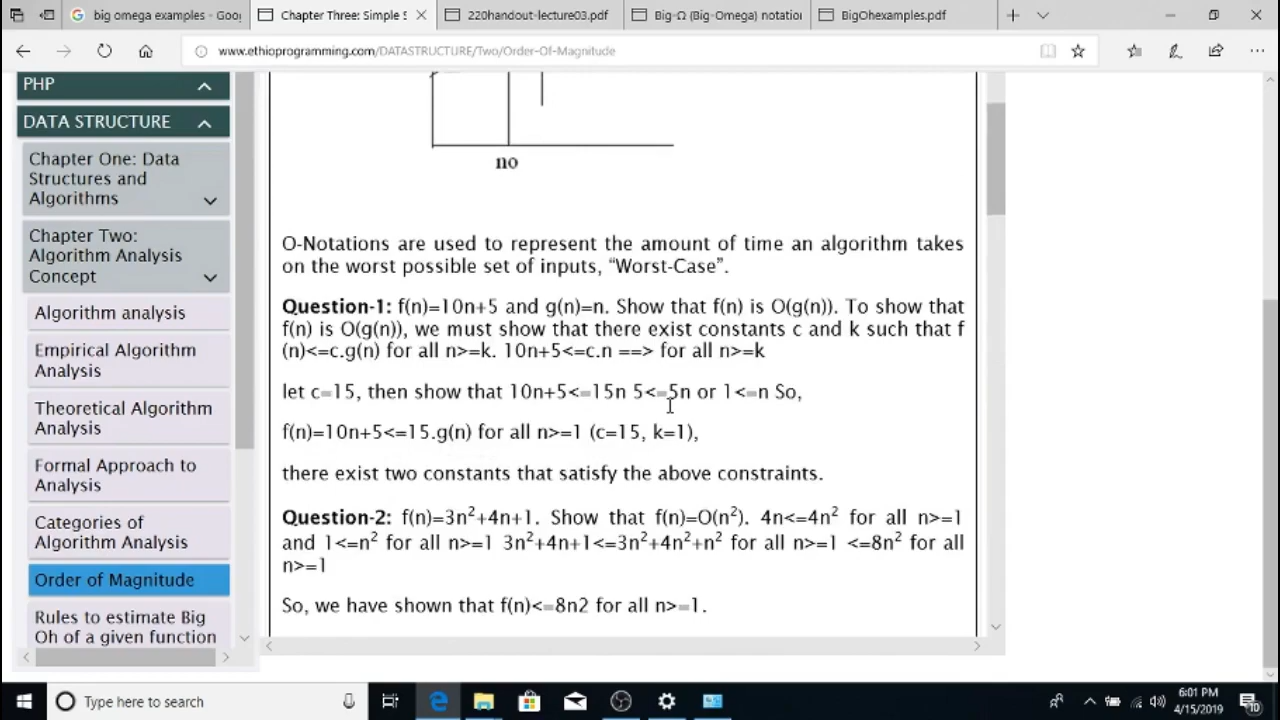 big omega examples - Goo
Chapter Three: Simple S
220handout-lecture03.pdf
Big-Ω (Big-Omega) notation
BigOhexamples.pdf
www.ethioprogramming.com/DATASTRUCTURE/Two/Order-Of-Magnitude
PHP
DATA STRUCTURE
Chapter One: Data
Structures and
Algorithms
Chapter Two:
Algorithm Analysis
Concept
Algorithm analysis
Empirical Algorithm
Analysis
Theoretical Algorithm
Analysis
Formal Approach to
Analysis
Categories of
Algorithm Analysis
Order of Magnitude
Rules to estimate Big
Oh of a given function
no
O-Notations are used to represent the amount of time an algorithm takes
on the worst possible set of inputs, “Worst-Case”.
Question-1: f(n)=10n+5 and g(n)=n. Show that f(n) is O(g(n)). To show that
f(n) is O(g(n)), we must show that there exist constants c and k such that f
(n)<=c.g(n) for all n>=k. 10n+5<=c.n ==> for all n>=k
let c=15, then show that 10n+5<=15n 5<=5n or 1<=n So,
f(n)=10n+5<=15.g(n) for all n>=1 (c=15, k=1),
there exist two constants that satisfy the above constraints.
Question-2: f(n)=3n²+4n+1. Show that f(n)=O(n²). 4n<=4n² for all n>=1
and 1<=n² for all n>=1 3n²+4n+1<=3n²+4n²+n² for all n>=1 <=8n² for all
n>=1
So, we have shown that f(n)<=8n2 for all n>=1.
Type here to search
6:01 PM
4/15/2019